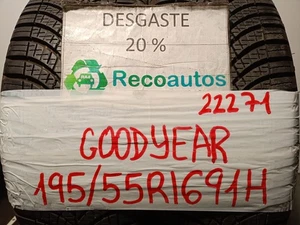 DESGASTE
20 %
Recoautos
22271
GOODYEAR
195/55R1691H